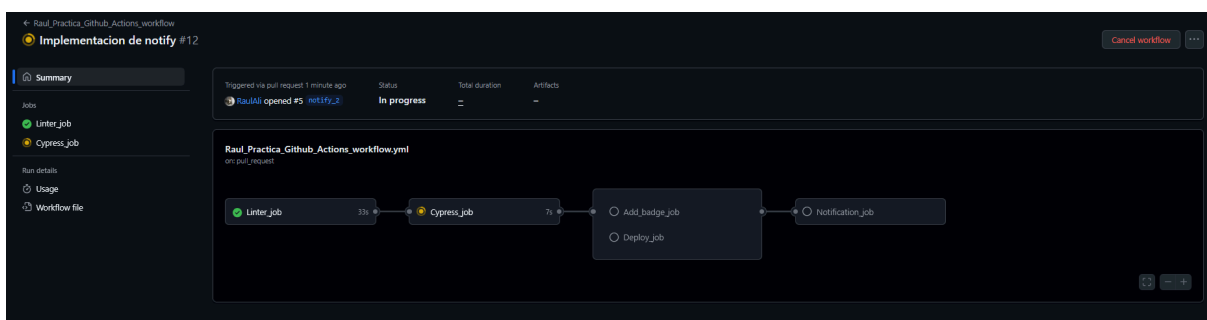 ← Raul_Practica_Github_Actions_workflow
Implementacion de notify #12
Cancel workflow
...
Summary
Jobs
Linter_job
Cypress_job
Run details
Usage
Workflow file
Triggered via pull request 1 minute ago
RaulAli opened #5 notify_2
Status
In progress
Total duration
–
Artifacts
–
Raul_Practica_Github_Actions_workflow.yml
on: pull_request
Linter_job 33s
Cypress_job 7s
Add_badge_job
Deploy_job
Notification_job